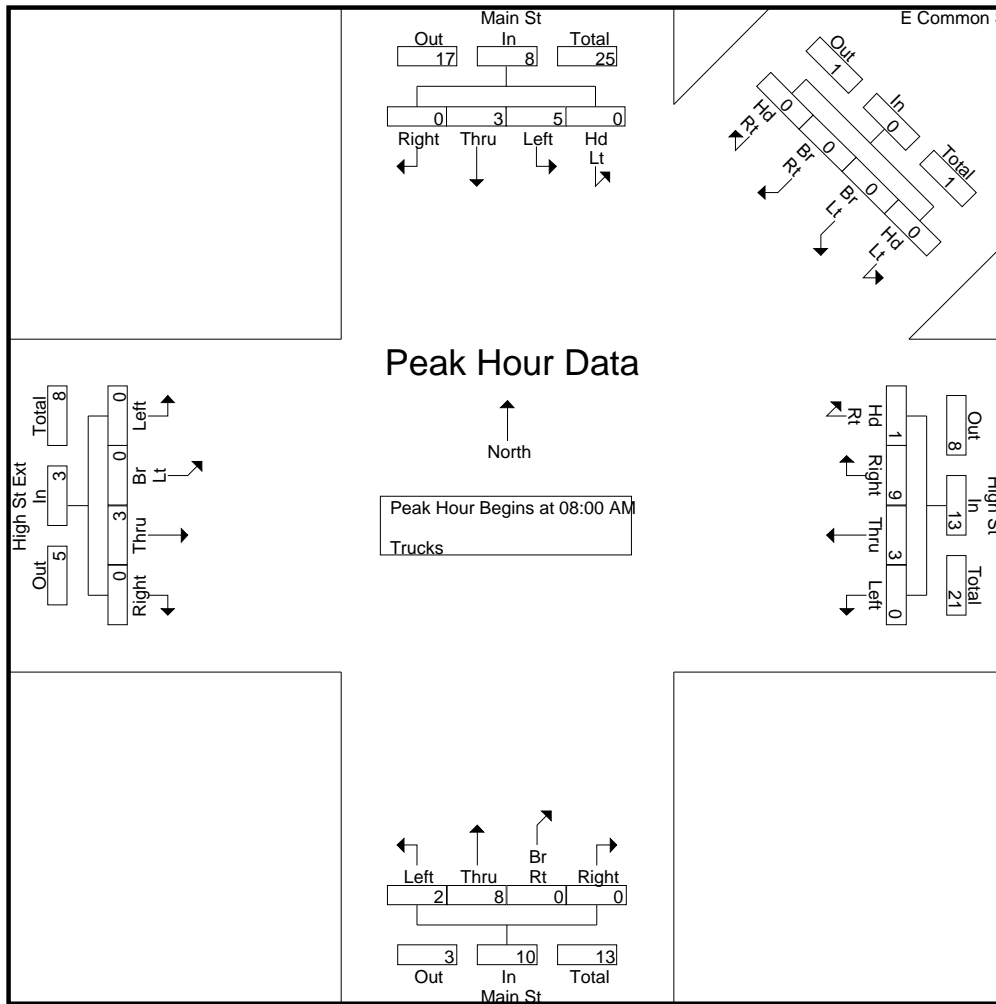 Main St
Out In Total
17 8 25
0 3 5 0
Right Thru Left Hd Lt
E Common
Out In Total
1 0 1
0 0 0 0
Hd Rt Br Rt Br Lt Hd Lt
Peak Hour Data
North
Peak Hour Begins at 08:00 AM
Trucks
High St Ext
Total In Out
8 3 5
0 0 3 0
Left Br Lt Thru Right
High St
Out In Total
8 13 21
1 9 3 0
Hd Rt Right Thru Left
Left Thru Br Rt Right
2 8 0 0
3 10 13
Out In Total
Main St